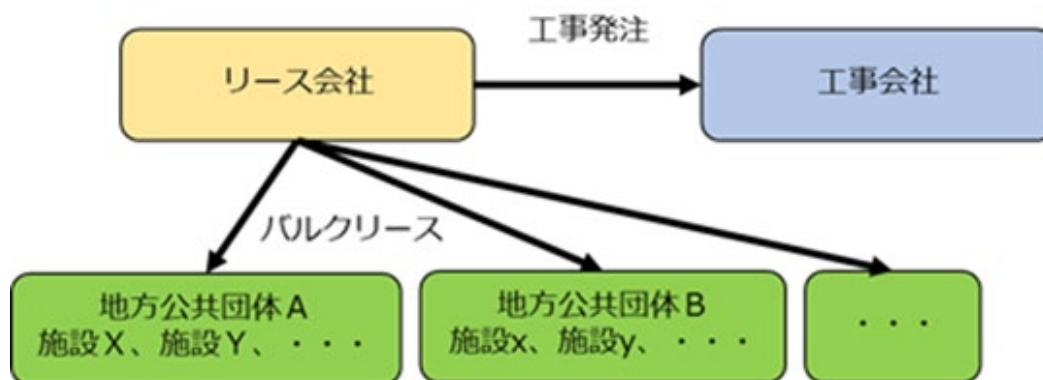 工事発注
リース会社
工事会社
バルクリース
地方公共団体A
施設X、施設Y、・・・
地方公共団体B
施設x、施設y、・・・
・・・